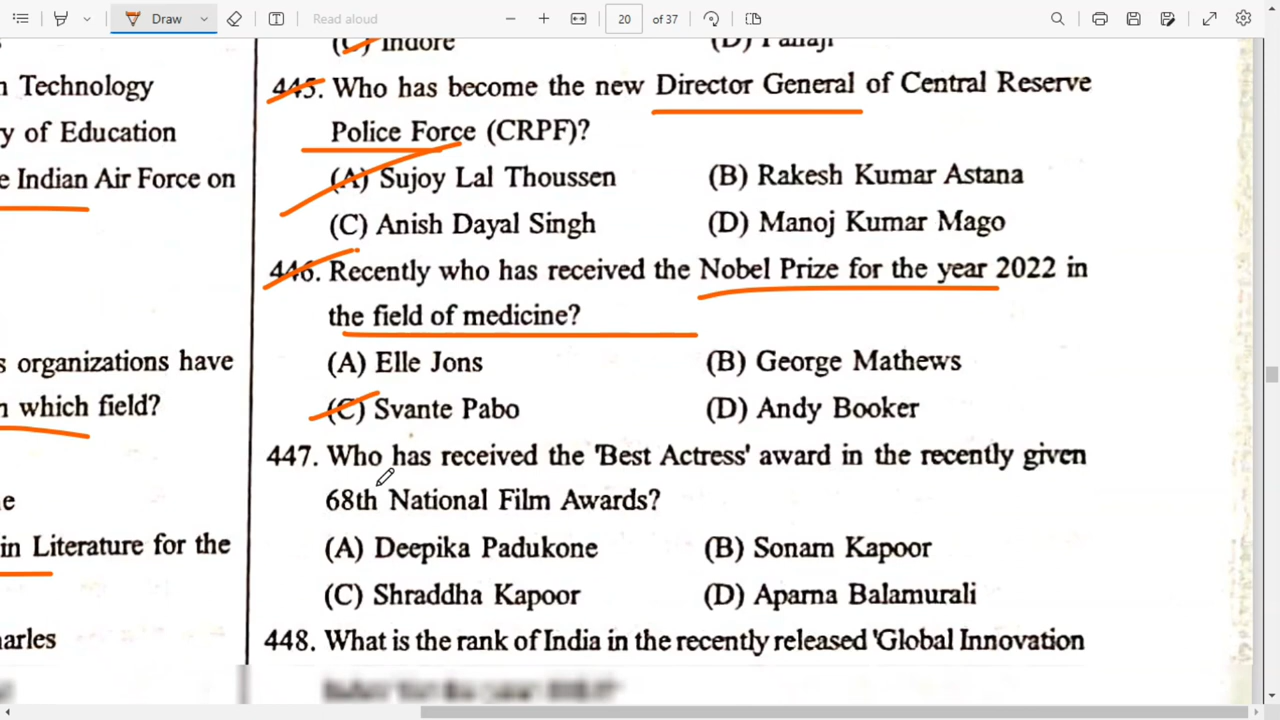 Draw
Read aloud
20 of 37
(C) Indore (D) Panaji
n Technology
ry of Education
e Indian Air Force on
s organizations have
n which field?
e
in Literature for the
harles
445. Who has become the new Director General of Central Reserve
Police Force (CRPF)?
(A) Sujoy Lal Thoussen (B) Rakesh Kumar Astana
(C) Anish Dayal Singh (D) Manoj Kumar Mago
446. Recently who has received the Nobel Prize for the year 2022 in
the field of medicine?
(A) Elle Jons (B) George Mathews
(C) Svante Pabo (D) Andy Booker
447. Who has received the 'Best Actress' award in the recently given
68th National Film Awards?
(A) Deepika Padukone (B) Sonam Kapoor
(C) Shraddha Kapoor (D) Aparna Balamurali
448. What is the rank of India in the recently released 'Global Innovation